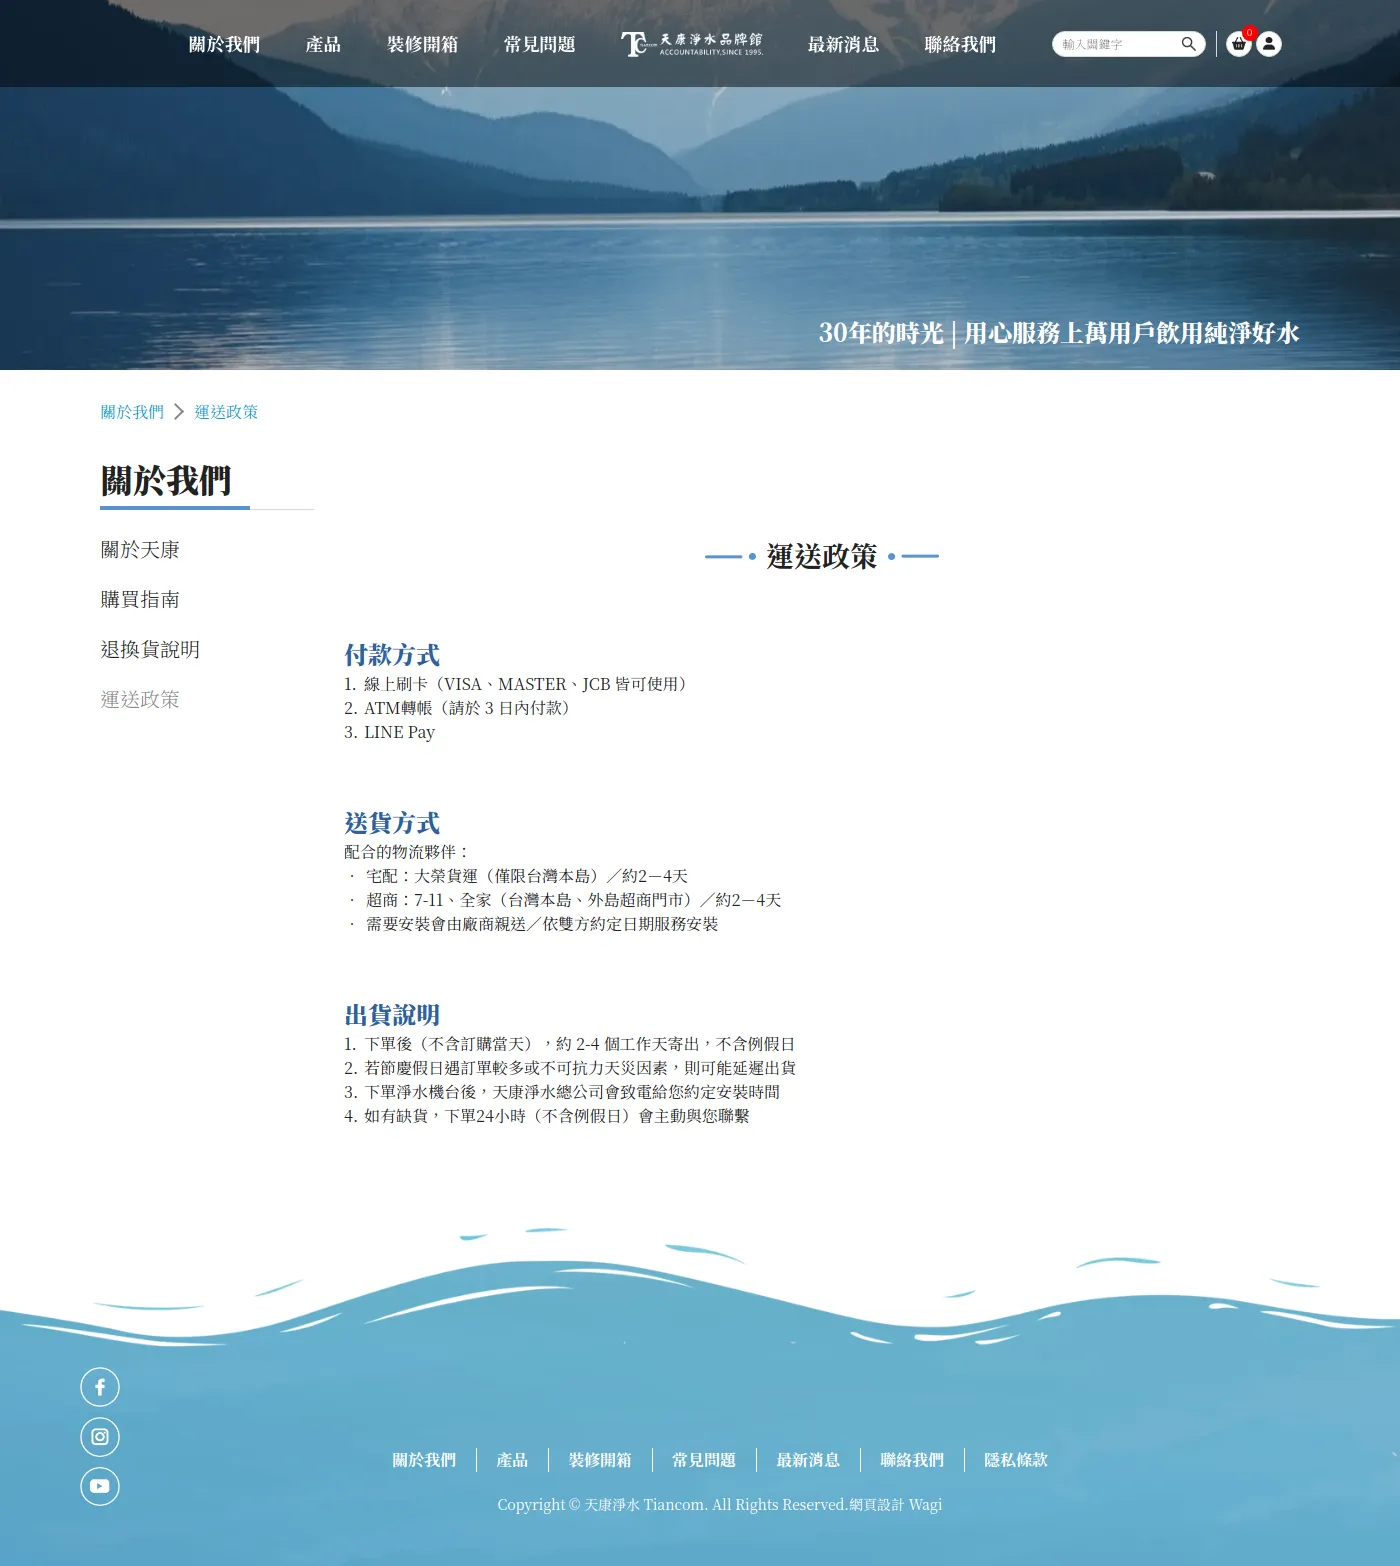 關於我們
產品
裝修開箱
常見問題
TC TIANCOM 天康淨水品牌館
ACCOUNTABILITY,SINCE 1995.
最新消息
聯絡我們
輸入關鍵字
0
30年的時光 | 用心服務上萬用戶飲用純淨好水
關於我們 > 運送政策
關於我們
關於天康
購買指南
退換貨說明
運送政策
運送政策
付款方式
1. 線上刷卡（VISA、MASTER、JCB 皆可使用）
2. ATM轉帳（請於 3 日內付款）
3. LINE Pay
送貨方式
配合的物流夥伴：
· 宅配：大榮貨運（僅限台灣本島）／約2－4天
· 超商：7-11、全家（台灣本島、外島超商門市）／約2－4天
· 需要安裝會由廠商親送／依雙方約定日期服務安裝
出貨說明
1. 下單後（不含訂購當天），約 2-4 個工作天寄出，不含例假日
2. 若節慶假日遇訂單較多或不可抗力天災因素，則可能延遲出貨
3. 下單淨水機台後，天康淨水總公司會致電給您約定安裝時間
4. 如有缺貨，下單24小時（不含例假日）會主動與您聯繫
關於我們
產品
裝修開箱
常見問題
最新消息
聯絡我們
隱私條款
Copyright © 天康淨水 Tiancom. All Rights Reserved.網頁設計 Wagi